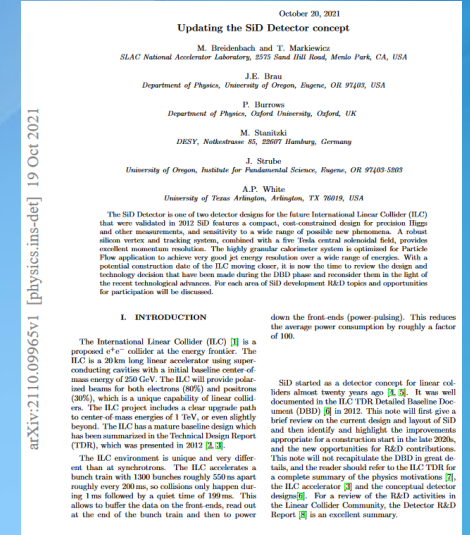 October 20, 2021
Updating the SiD Detector concept
M. Breidenbach and T. Markiewicz
SLAC National Accelerator Laboratory, 2575 Sand Hill Road, Menlo Park, CA, USA
J.E. Brau
Department of Physics, University of Oregon, Eugene, OR 97403, USA
P. Burrows
Department of Physics, Oxford University, Oxford, UK
M. Stanitzki
DESY, Notkestrasse 85, 22607 Hamburg, Germany
J. Strube
University of Oregon, Institute for Fundamental Science, Eugene, OR 97403-5203
A.P. White
University of Texas Arlington, Arlington, TX 76019, USA
The SiD Detector is one of two detector designs for the future International Linear Collider (ILC)
that were validated in 2012 SiD features a compact, cost-constrained design for precision Higgs
and other measurements, and sensitivity to a wide range of possible new phenomena. A robust
silicon vertex and tracking system, combined with a five Tesla central solenoidal field, provides
excellent momentum resolution. The highly granular calorimeter system is optimized for Particle
Flow application to achieve very good jet energy resolution over a wide range of energies. With a
potential construction date of the ILC moving closer, it is now the time to review the design and
technology decision that have been made during the DBD phase and reconsider them in the light of
the recent technological advances. For each area of SiD development R&D topics and opportunities
for participation will be discussed.
I. INTRODUCTION
The International Linear Collider (ILC) [1] is a
proposed e+e− collider at the energy frontier. The
ILC is a 20 km long linear accelerator using super-
conducting cavities with a initial baseline center-of-
mass energy of 250 GeV. The ILC will provide polar-
ized beams for both electrons (80%) and positrons
(30%), which is a unique capability of linear collid-
ers. The ILC project includes a clear upgrade path
to center-of-mass energies of 1 TeV, or even slightly
beyond. The ILC has a mature baseline design which
has been summarized in the Technical Design Report
(TDR), which was presented in 2012 [2, 3].
The ILC environment is unique and very differ-
ent than at synchrotrons. The ILC accelerates a
bunch train with 1300 bunches roughly 550 ns apart
roughly every 200 ms, so collisions only happen dur-
ing 1 ms followed by a quiet time of 199 ms. This
allows to buffer the data on the front-ends, read out
at the end of the bunch train and then to power
down the front-ends (power-pulsing). This reduces
the average power consumption by roughly a factor
of 100.
SiD started as a detector concept for linear col-
liders almost twenty years ago [4, 5]. It was well
documented in the ILC TDR Detailed Baseline Doc-
ument (DBD) [6] in 2012. This note will first give a
brief review on the current design and layout of SiD
and then identify and highlight the improvements
appropriate for a construction start in the late 2020s,
and the new opportunities for R&D contributions.
This note will not recapitulate the DBD in great de-
tails, and the reader should refer to the ILC TDR for
a complete summary of the physics motivations [7],
the ILC accelerator [3] and the conceptual detector
designs[6]. For a review of the R&D activities in
the Linear Collider Community, the Detector R&D
Report [8] is an excellent summary.
arXiv:2110.09965v1 [physics.ins-det] 19 Oct 2021